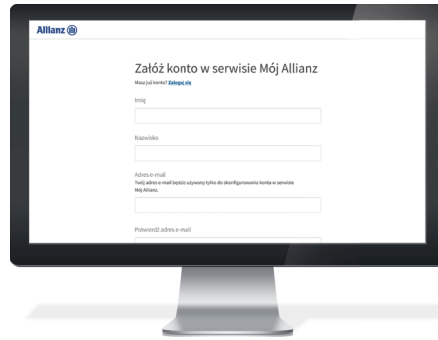 Allianz
Załóż konto w serwisie Mój Allianz
Masz już konto? Zaloguj się
Imię
Nazwisko
Adres e-mail
Twój adres e-mail będzie używany tylko do skonfigurowania konta w serwisie
Mój Allianz.
Potwierdź adres e-mail